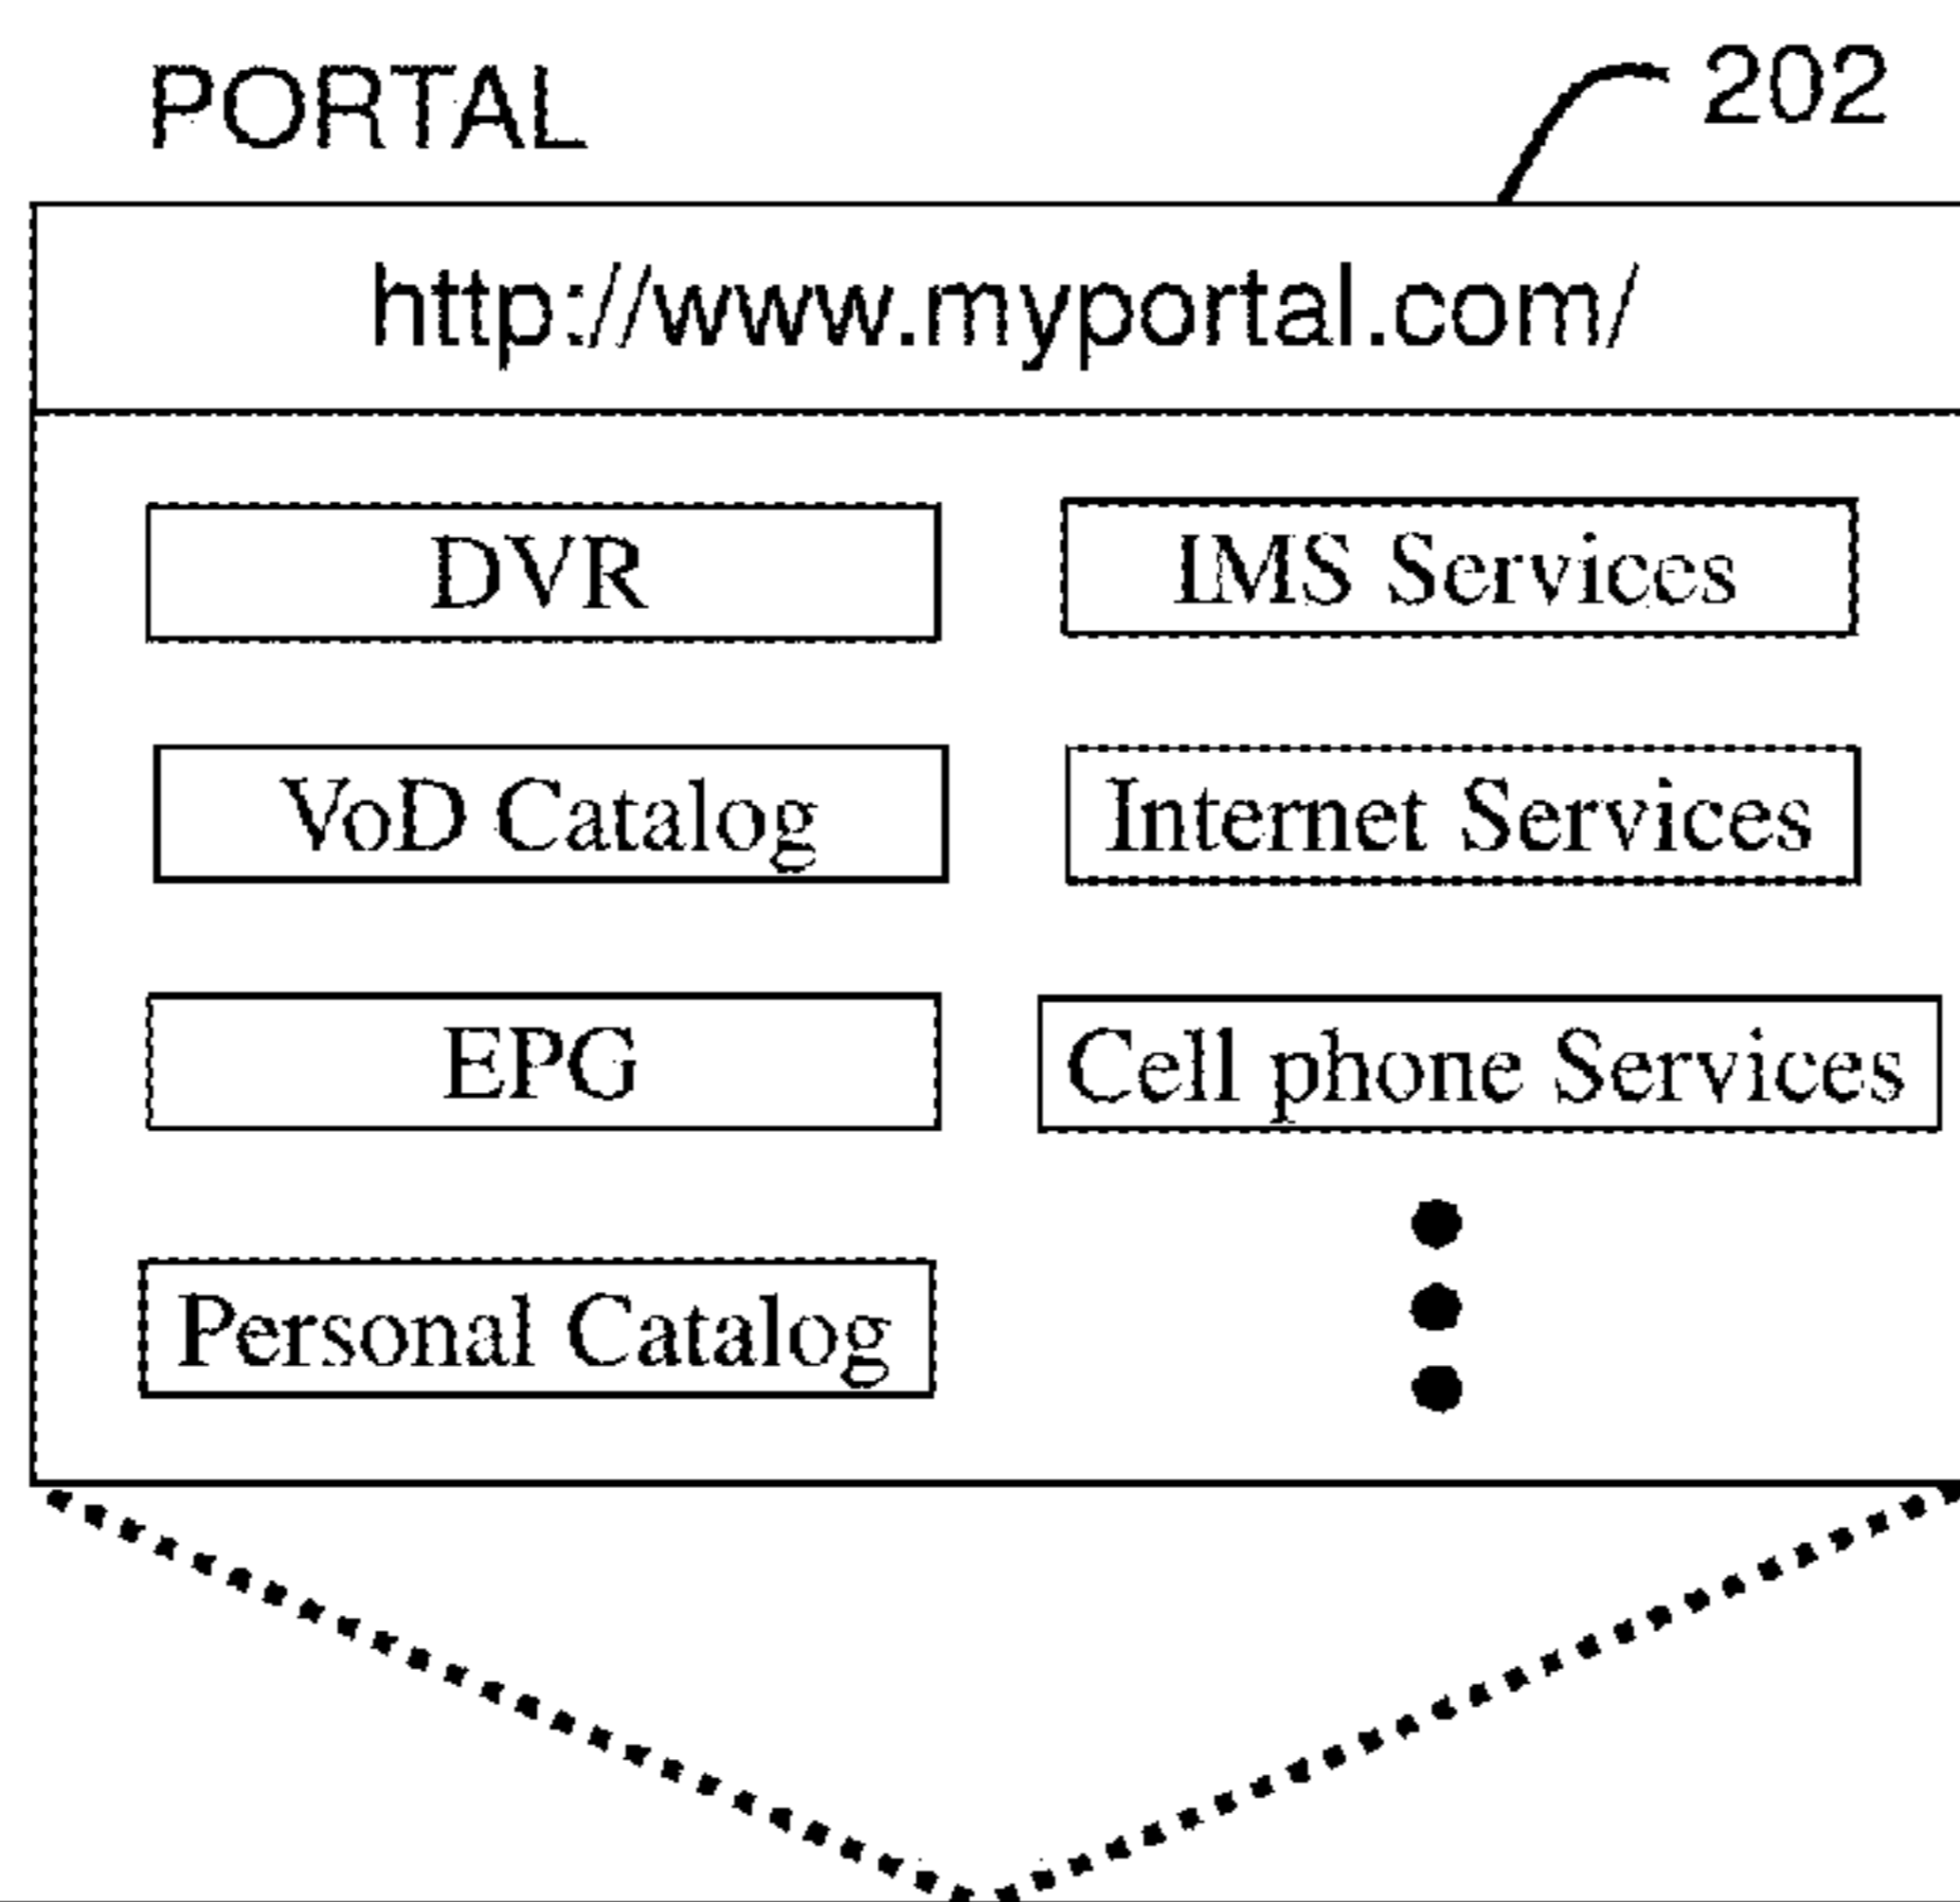 PORTAL
202
http://www.myportal.com/
DVR
IMS Services
VoD Catalog
Internet Services
EPG
Cell phone Services
Personal Catalog